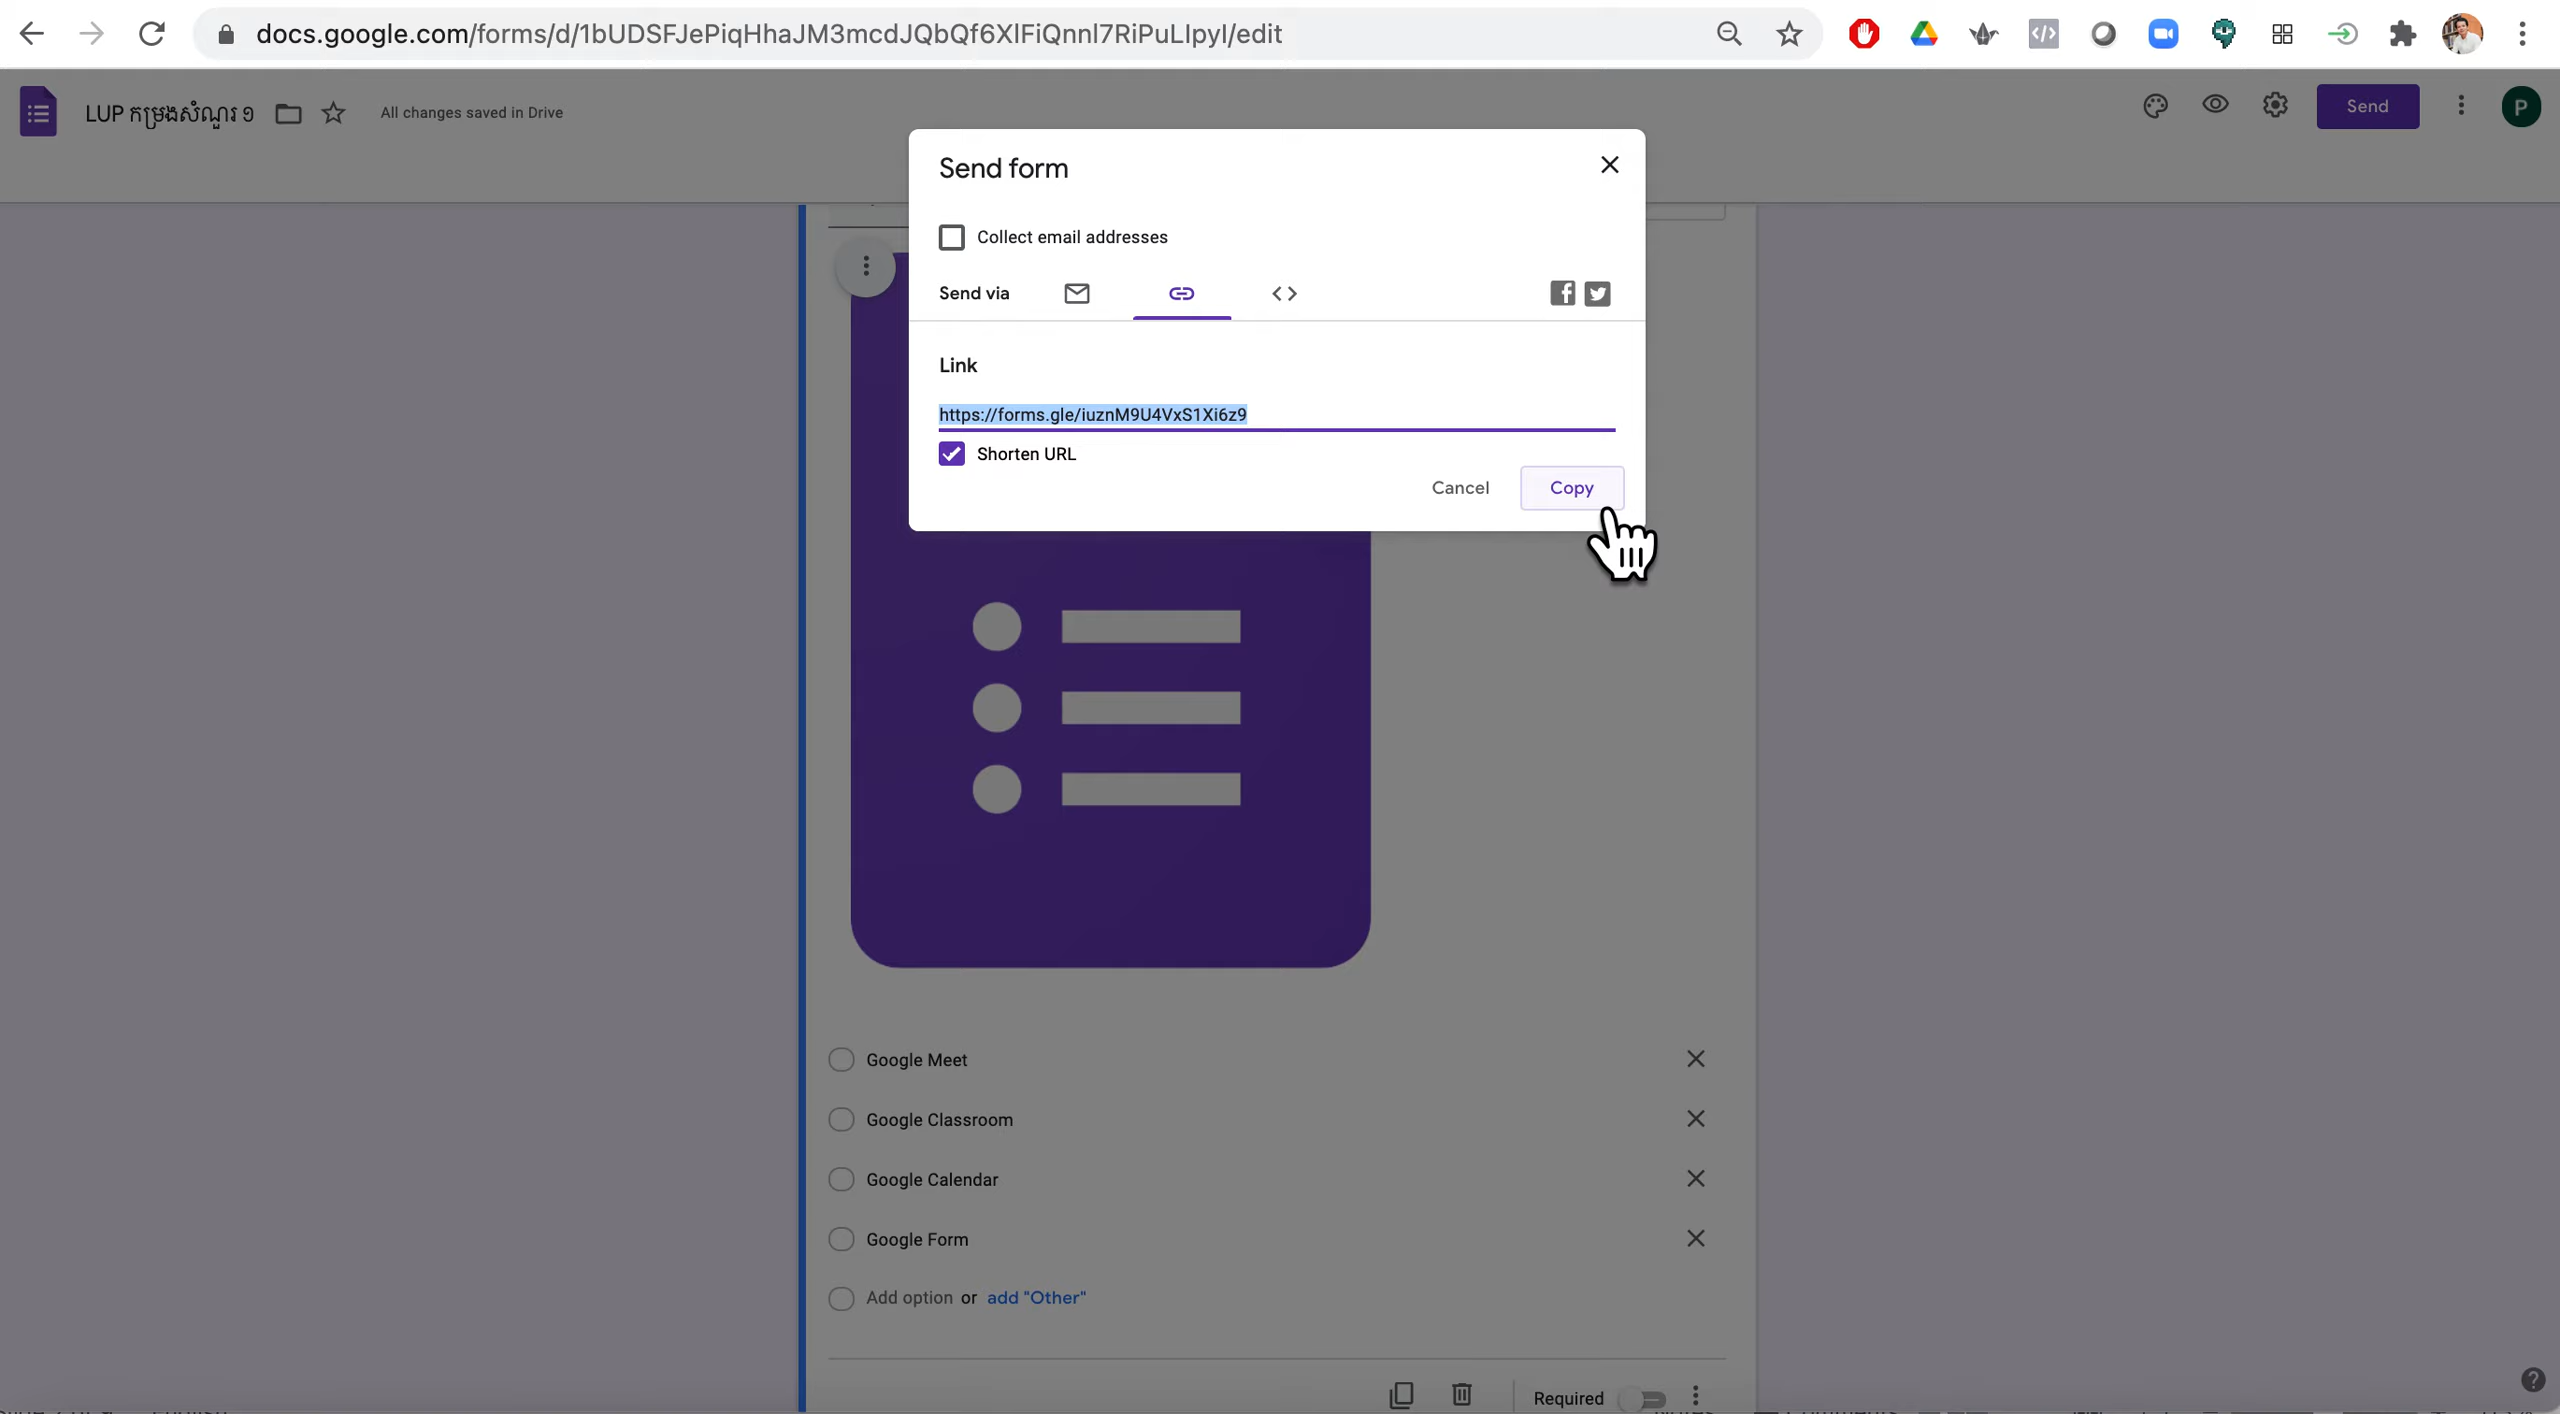 docs.google.com/forms/d/1bUDSFJePiqHhaJM3mcdJQbQf6XlFiQnnl7RiPuLIpyI/edit
LUP កម្រងសំណួរ ១
All changes saved in Drive
Send
P
Send form
Collect email addresses
Send via
Link
https://forms.gle/iuznM9U4VxS1Xi6z9
Shorten URL
Cancel
Copy
Google Meet
Google Classroom
Google Calendar
Google Form
Add option or add "Other"
Required